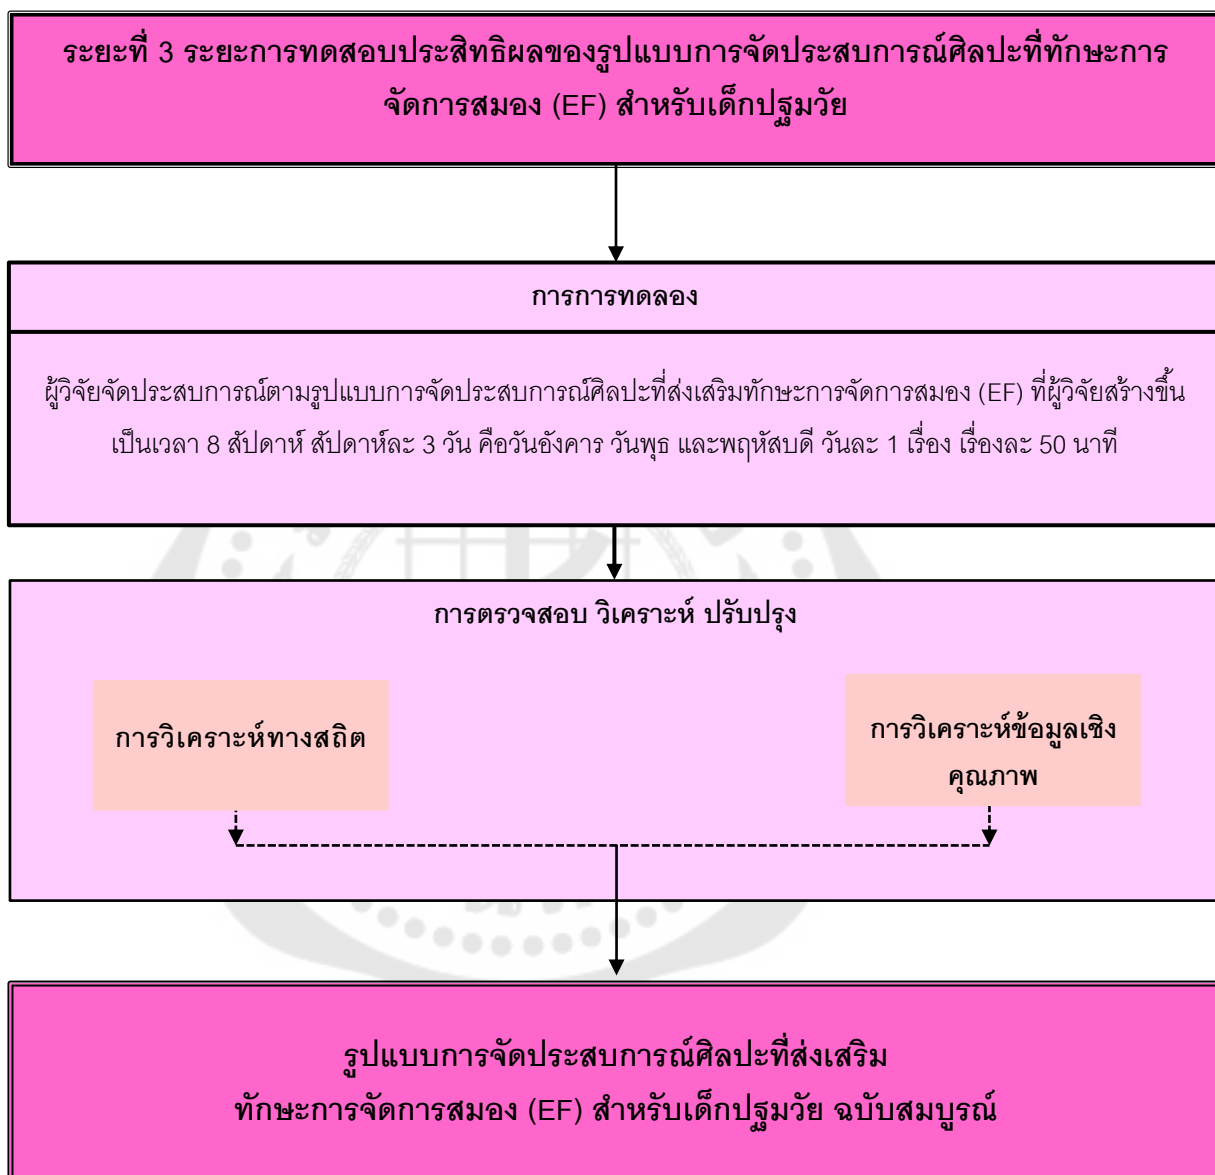 ระยะที่ 3 ระยะการทดสอบประสิทธิผลของรูปแบบการจัดประสบการณ์ศิลปะที่ทักษะการ
จัดการสมอง (EF) สำหรับเด็กปฐมวัย
การการทดลอง
ผู้วิจัยจัดประสบการณ์ตามรูปแบบการจัดประสบการณ์ศิลปะที่ส่งเสริมทักษะการจัดการสมอง (EF) ที่ผู้วิจัยสร้างขึ้น
เป็นเวลา 8 สัปดาห์ สัปดาห์ละ 3 วัน คือวันอังคาร วันพุธ และพฤหัสบดี วันละ 1 เรื่อง เรื่องละ 50 นาที
การตรวจสอบ วิเคราะห์ ปรับปรุง
การวิเคราะห์ทางสถิต
การวิเคราะห์ข้อมูลเชิง
คุณภาพ
รูปแบบการจัดประสบการณ์ศิลปะที่ส่งเสริม
ทักษะการจัดการสมอง (EF) สำหรับเด็กปฐมวัย ฉบับสมบูรณ์